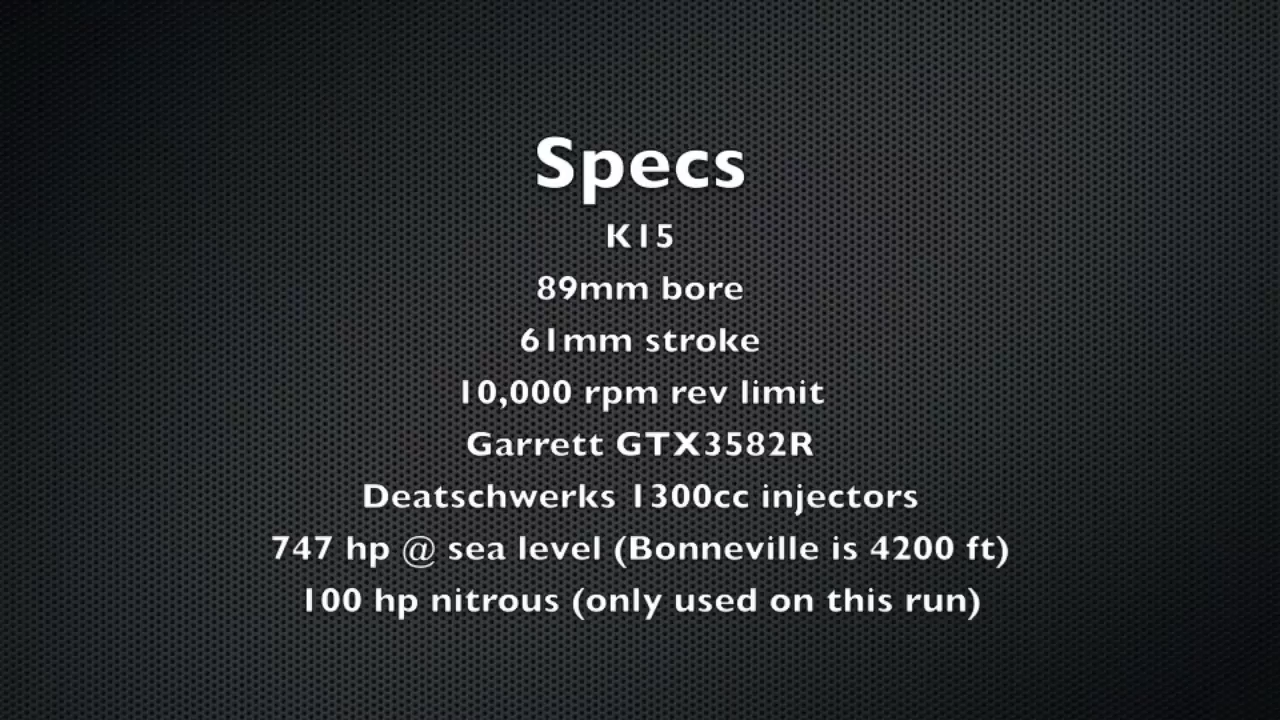 Specs
K15
89mm bore
61mm stroke
10,000 rpm rev limit
Garrett GTX3582R
Deatschwerks 1300cc injectors
747 hp @ sea level (Bonneville is 4200 ft)
100 hp nitrous (only used on this run)